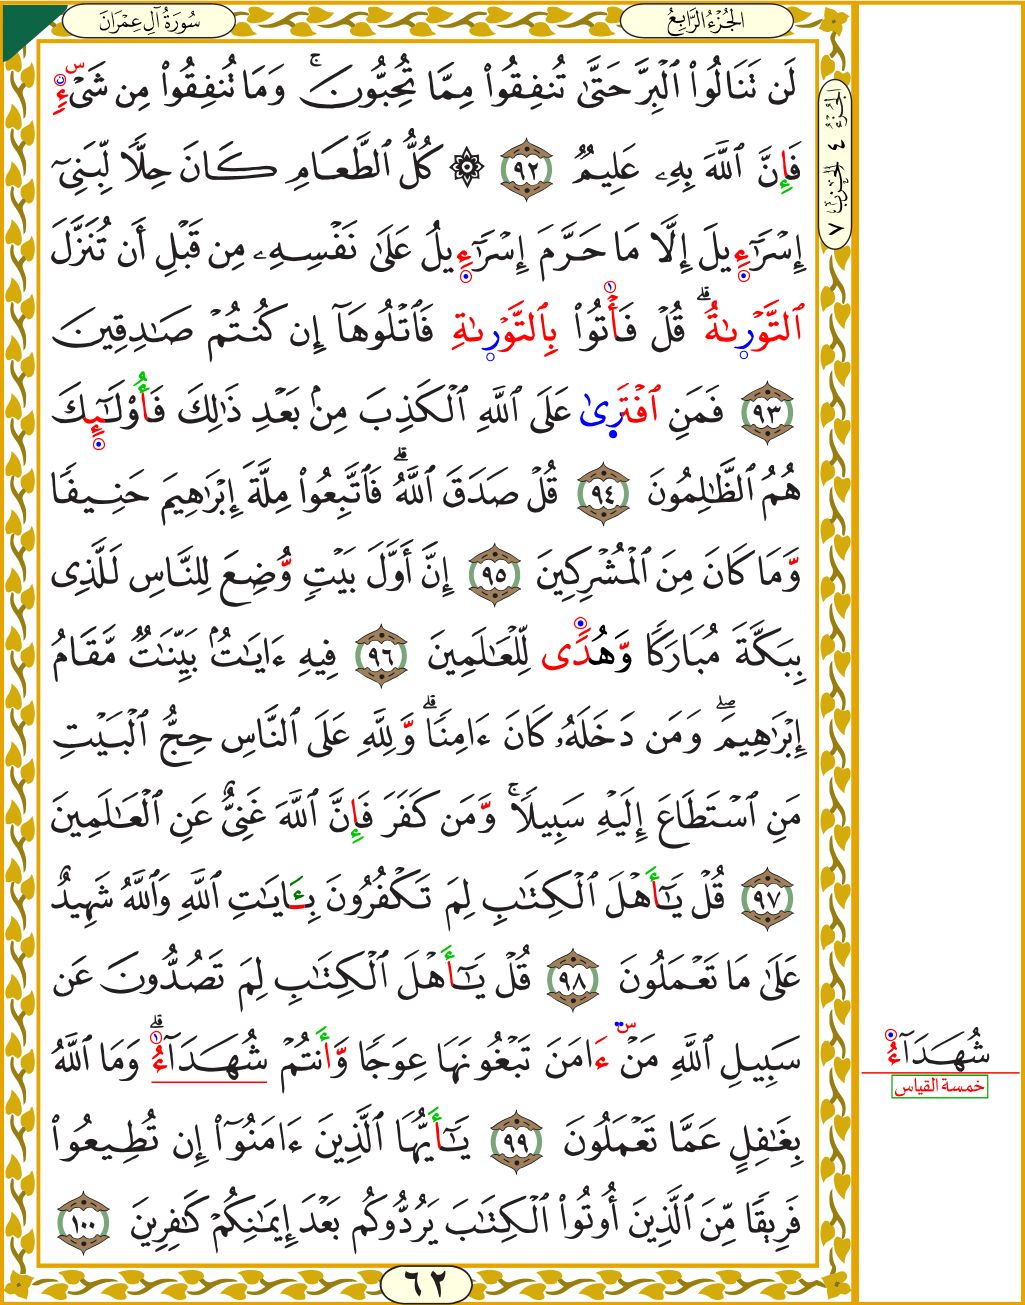 سُورَةُ آلِ عِمْرَانَ
الجُزْءُ الرَّابِعُ
لَن تَنَالُوا۟ ٱلْبِرَّ حَتَّىٰ تُنفِقُوا۟ مِمَّا تُحِبُّونَ ۚ وَمَا تُنفِقُوا۟ مِن شَىْءٍ
فَإِنَّ ٱللَّهَ بِهِۦ عَلِيمٌ ٩٢ ۞ كُلُّ ٱلطَّعَامِ كَانَ حِلًّا لِّبَنِىٓ
إِسْرَٰٓءِيلَ إِلَّا مَا حَرَّمَ إِسْرَٰٓءِيلُ عَلَىٰ نَفْسِهِۦ مِن قَبْلِ أَن تُنَزَّلَ
ٱلتَّوْرَىٰةُ ۗ قُلْ فَأْتُوا۟ بِٱلتَّوْرَىٰةِ فَٱتْلُوهَآ إِن كُنتُمْ صَٰدِقِينَ
٩٣ فَمَنِ ٱفْتَرَىٰ عَلَى ٱللَّهِ ٱلْكَذِبَ مِنۢ بَعْدِ ذَٰلِكَ فَأُو۟لَٰٓئِكَ
هُمُ ٱلظَّٰلِمُونَ ٩٤ قُلْ صَدَقَ ٱللَّهُ ۗ فَٱتَّبِعُوا۟ مِلَّةَ إِبْرَٰهِيمَ حَنِيفًا
وَّمَا كَانَ مِنَ ٱلْمُشْرِكِينَ ٩٥ إِنَّ أَوَّلَ بَيْتٍ وُّضِعَ لِلنَّاسِ لَلَّذِى
بِبَكَّةَ مُبَارَكًا وَّهُدًى لِّلْعَٰلَمِينَ ٩٦ فِيهِ ءَايَٰتٌۢ بَيِّنَٰتٌ مَّقَامُ
إِبْرَٰهِيمَ ۖ وَمَن دَخَلَهُۥ كَانَ ءَامِنًا ۗ وَّلِلَّهِ عَلَى ٱلنَّاسِ حِجُّ ٱلْبَيْتِ
مَنِ ٱسْتَطَاعَ إِلَيْهِ سَبِيلًا ۚ وَّمَن كَفَرَ فَإِنَّ ٱللَّهَ غَنِىٌّ عَنِ ٱلْعَٰلَمِينَ
٩٧ قُلْ يَٰٓأَهْلَ ٱلْكِتَٰبِ لِمَ تَكْفُرُونَ بِـَٔايَٰتِ ٱللَّهِ وَٱللَّهُ شَهِيدٌ
عَلَىٰ مَا تَعْمَلُونَ ٩٨ قُلْ يَٰٓأَهْلَ ٱلْكِتَٰبِ لِمَ تَصُدُّونَ عَن
سَبِيلِ ٱللَّهِ مَنْ ءَامَنَ تَبْغُونَهَا عِوَجًا وَّأَنتُمْ شُهَدَآءُ ۗ وَمَا ٱللَّهُ
بِغَٰفِلٍ عَمَّا تَعْمَلُونَ ٩٩ يَٰٓأَيُّهَا ٱلَّذِينَ ءَامَنُوٓا۟ إِن تُطِيعُوا۟
فَرِيقًا مِّنَ ٱلَّذِينَ أُوتُوا۟ ٱلْكِتَٰبَ يَرُدُّوكُم بَعْدَ إِيمَٰنِكُمْ كَٰفِرِينَ ١٠٠
الجُزْءُ ٤ الحِزْبُ ٧
شُهَدَآءُ
خمسة القياس
٦٢